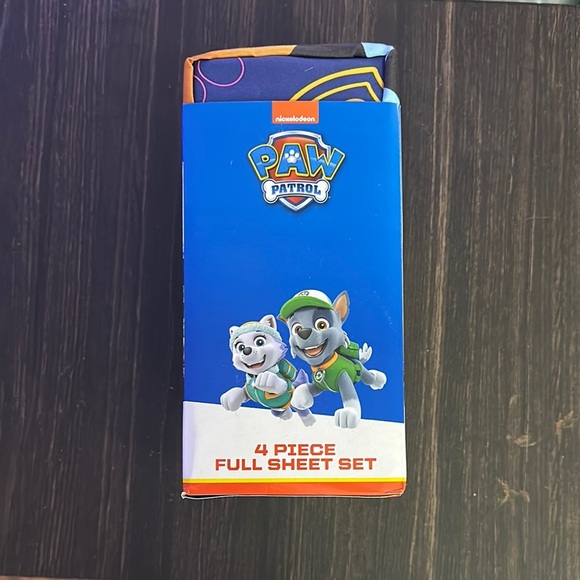 nickelodeon
PAW
PATROL
4 PIECE
FULL SHEET SET